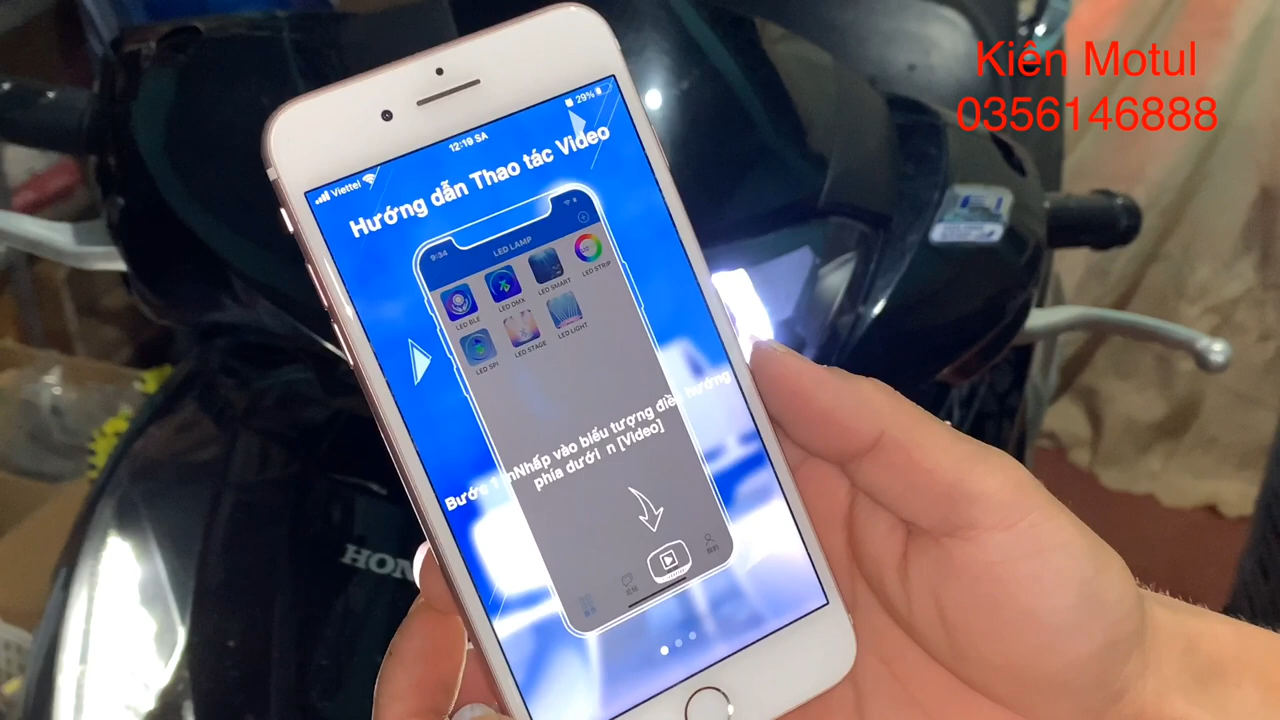 Kiên Motul
0356146888
Viettel
12:19 SA
29%
Hướng dẫn Thao tác Video
9:34
LED LAMP
LED BLE
LED DMX
LED SMART
LED STRIP
LED SPI
LED STAGE
LED LIGHT
Bước 1 \nNhấp vào biểu tượng điều hướng
phía dưới n [Video]
HON